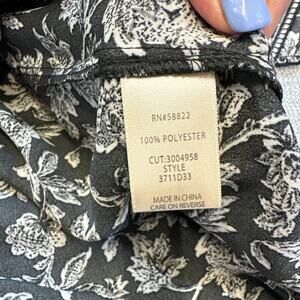 RN#58822
100% POLYESTER
CUT:3004958
STYLE
3711D33
MADE IN CHINA
CARE ON REVERSE